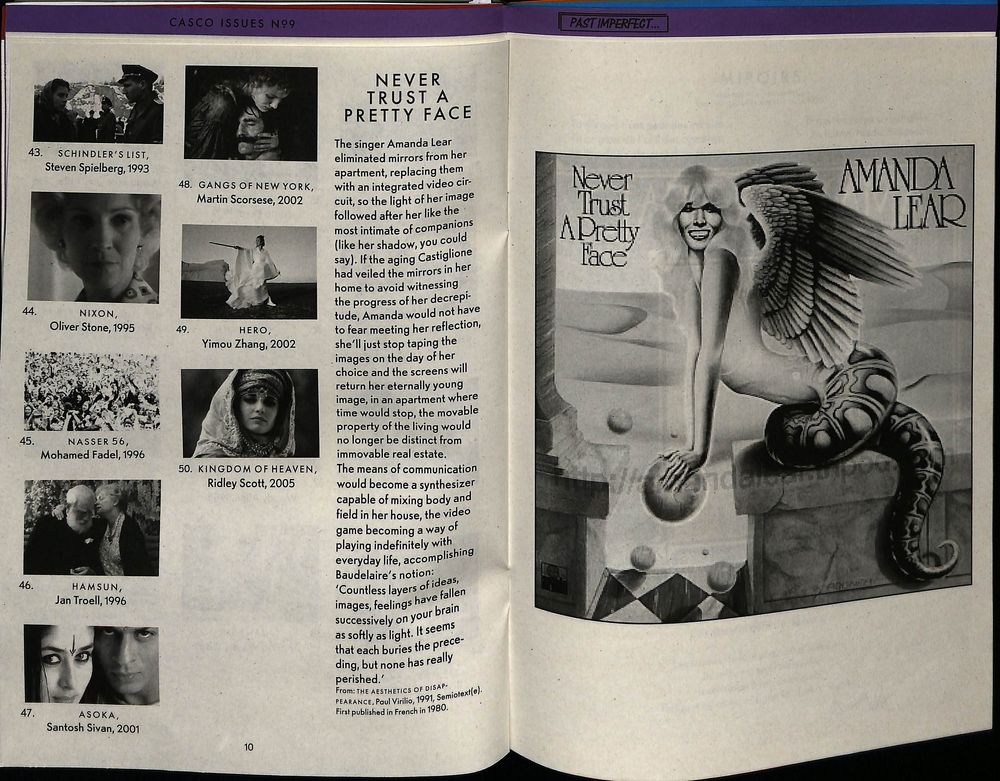 CASCO ISSUES Nº9
43. SCHINDLER'S LIST,
Steven Spielberg, 1993
44. NIXON,
Oliver Stone, 1995
45. NASSER 56,
Mohamed Fadel, 1996
46. HAMSUN,
Jan Troell, 1996
47. ASOKA,
Santosh Sivan, 2001
48. GANGS OF NEW YORK,
Martin Scorsese, 2002
49. HERO,
Yimou Zhang, 2002
50. KINGDOM OF HEAVEN,
Ridley Scott, 2005
NEVER
TRUST A
PRETTY FACE
The singer Amanda Lear
eliminated mirrors from her
apartment, replacing them
with an integrated video cir-
cuit, so the light of her image
followed after her like the
most intimate of companions
(like her shadow, you could
say). If the aging Castiglione
had veiled the mirrors in her
home to avoid witnessing
the progress of her decrepi-
tude, Amanda would not have
to fear meeting her reflection,
she'll just stop taping the
images on the day of her
choice and the screens will
return her eternally young
image, in an apartment where
time would stop, the movable
property of the living would
no longer be distinct from
immovable real estate.
The means of communication
would become a synthesizer
capable of mixing body and
field in her house, the video
game becoming a way of
playing indefinitely with
everyday life, accomplishing
Baudelaire's notion:
'Countless layers of ideas,
images, feelings have fallen
successively on your brain
as softly as light. It seems
that each buries the prece-
ding, but none has really
perished.'
From: THE AESTHETICS OF DISAP-
PEARANCE, Paul Virilio, 1991, Semiotext(e).
First published in French in 1980.
10
PAST IMPERFECT...
MIROIRS
Never
Trust
A Pretty
Face
AMANDA
LEAR